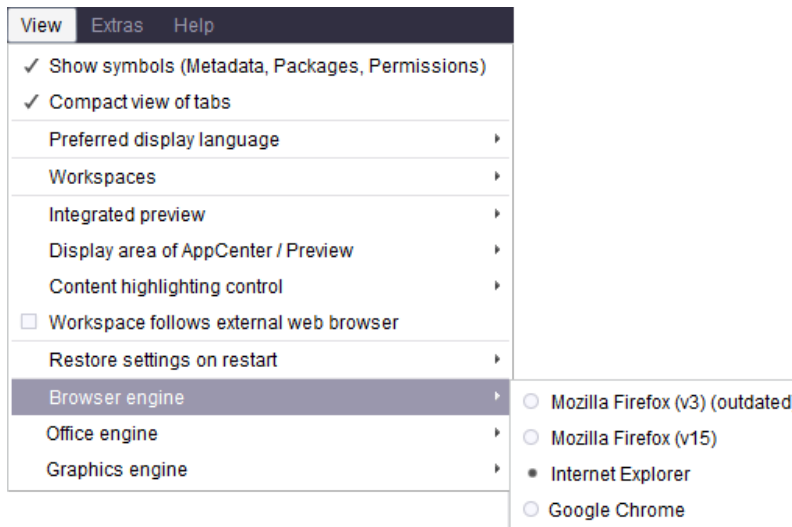 View Extras Help
Show symbols (Metadata, Packages, Permissions)
Compact view of tabs
Preferred display language
Workspaces
Integrated preview
Display area of AppCenter / Preview
Content highlighting control
Workspace follows external web browser
Restore settings on restart
Browser engine
Office engine
Graphics engine
Mozilla Firefox (v3) (outdated
Mozilla Firefox (v15)
Internet Explorer
Google Chrome